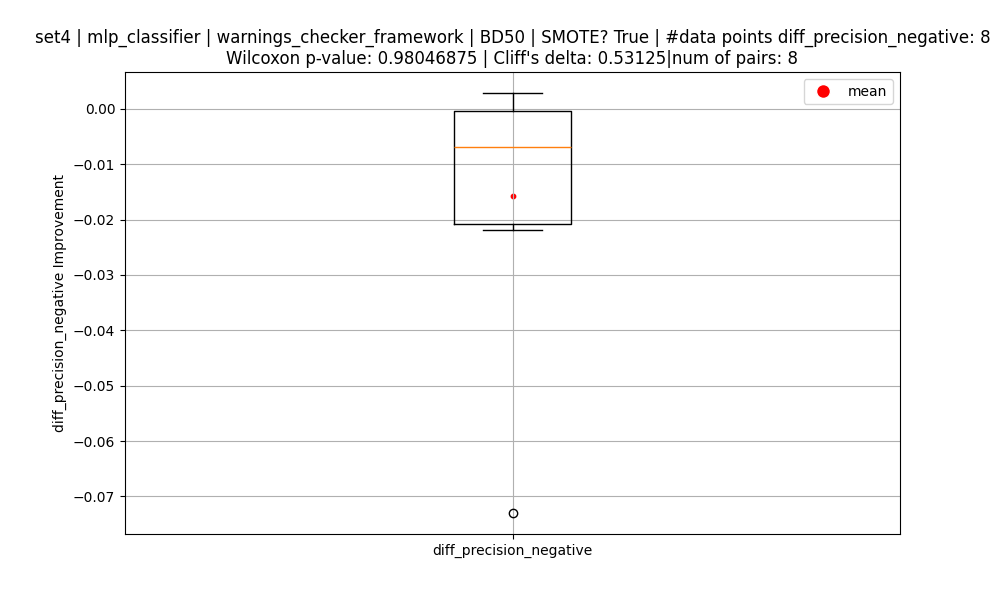 set4 | mlp_classifier | warnings_checker_framework | BD50 | SMOTE? True | #data points diff_precision_negative: 8
Wilcoxon p-value: 0.98046875 | Cliff's delta: 0.53125|num of pairs: 8
mean
0.00
−0.01
−0.02
−0.03
−0.04
−0.05
−0.06
−0.07
diff_precision_negative Improvement
diff_precision_negative